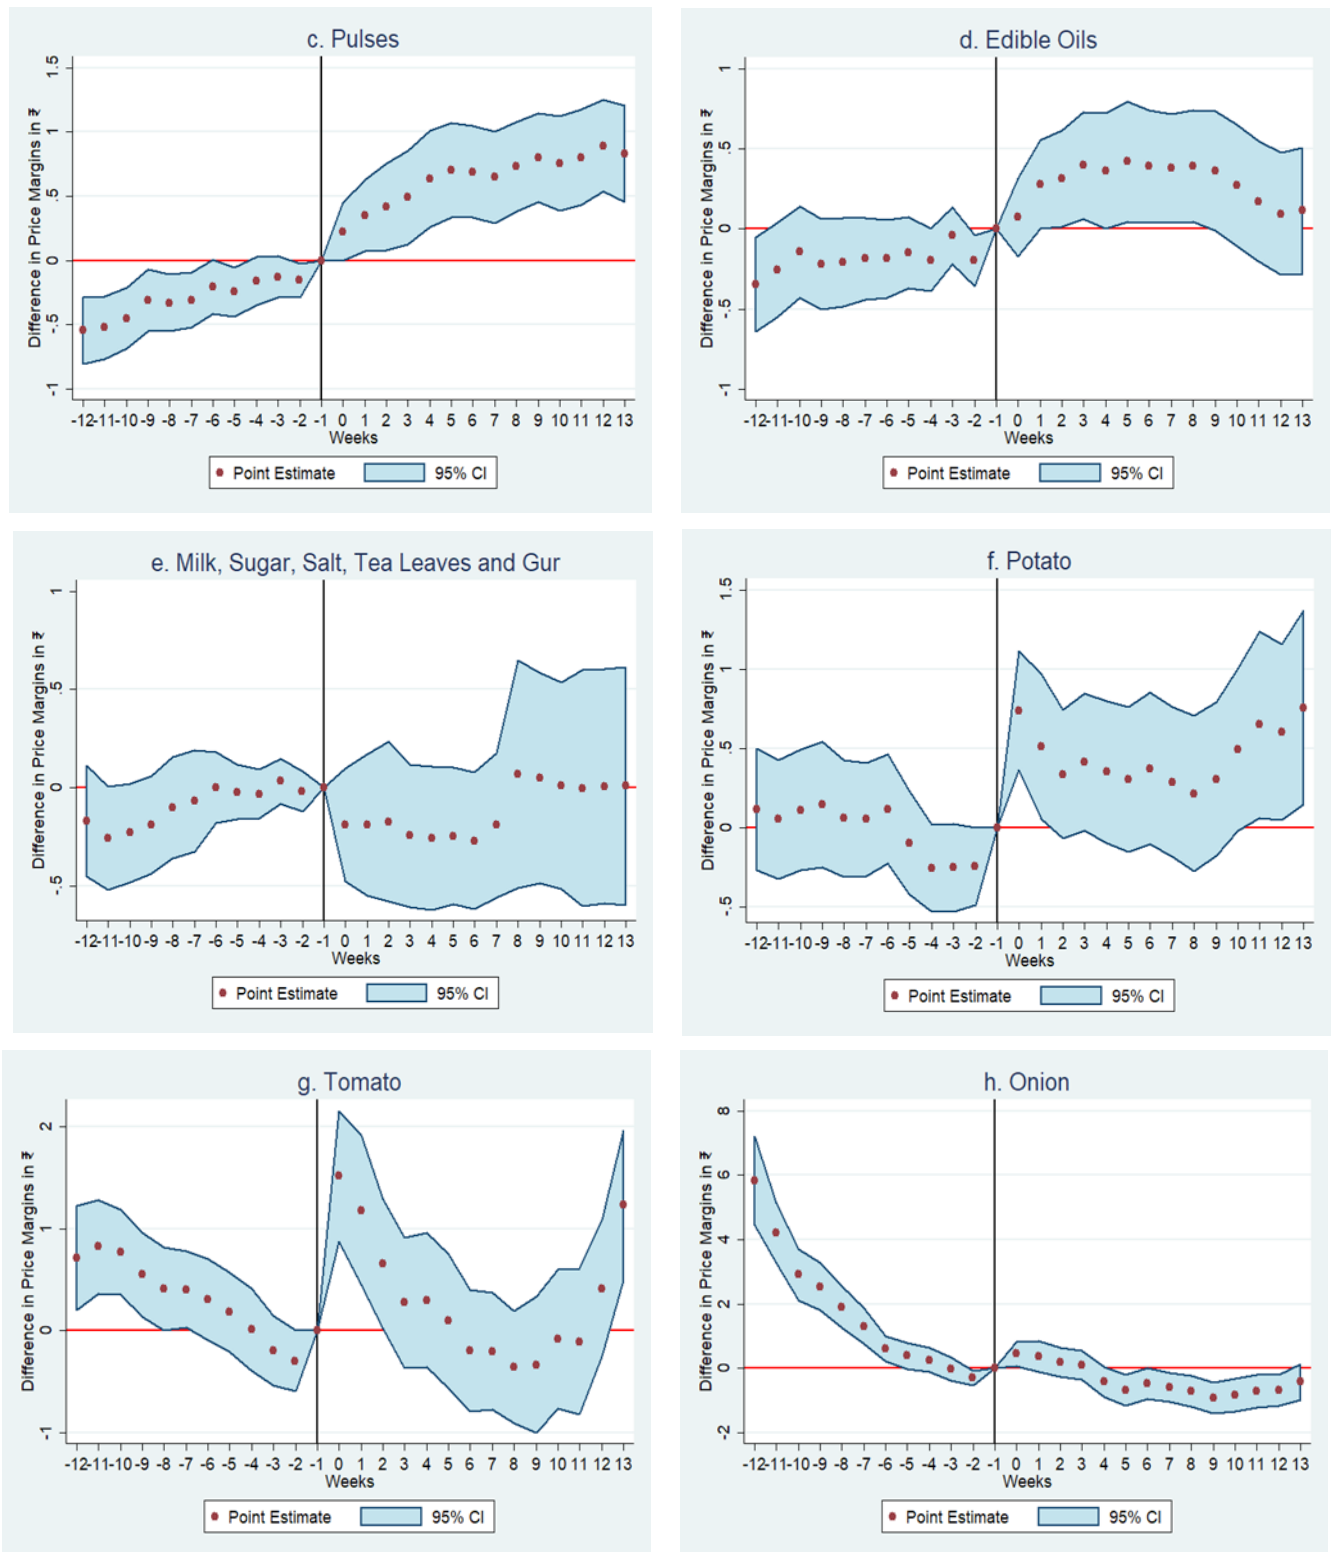 c. Pulses
Difference in Price Margins in ₹
1.5
1
.5
0
-.5
-1
-12 -11 -10 -9 -8 -7 -6 -5 -4 -3 -2 -1 0 1 2 3 4 5 6 7 8 9 10 11 12 13
Weeks
Point Estimate 95% CI
d. Edible Oils
Difference in Price Margins in ₹
1
.5
0
-.5
-1
-12 -11 -10 -9 -8 -7 -6 -5 -4 -3 -2 -1 0 1 2 3 4 5 6 7 8 9 10 11 12 13
Weeks
Point Estimate 95% CI
e. Milk, Sugar, Salt, Tea Leaves and Gur
Difference in Price Margins in ₹
1
.5
0
-.5
-12 -11 -10 -9 -8 -7 -6 -5 -4 -3 -2 -1 0 1 2 3 4 5 6 7 8 9 10 11 12 13
Weeks
Point Estimate 95% CI
f. Potato
Difference in Price Margins in ₹
1.5
1
.5
0
-.5
-12 -11 -10 -9 -8 -7 -6 -5 -4 -3 -2 -1 0 1 2 3 4 5 6 7 8 9 10 11 12 13
Weeks
Point Estimate 95% CI
g. Tomato
Difference in Price Margins in ₹
2
1
0
-1
-12 -11 -10 -9 -8 -7 -6 -5 -4 -3 -2 -1 0 1 2 3 4 5 6 7 8 9 10 11 12 13
Weeks
Point Estimate 95% CI
h. Onion
Difference in Price Margins in ₹
8
6
4
2
0
-2
-12 -11 -10 -9 -8 -7 -6 -5 -4 -3 -2 -1 0 1 2 3 4 5 6 7 8 9 10 11 12 13
Weeks
Point Estimate 95% CI